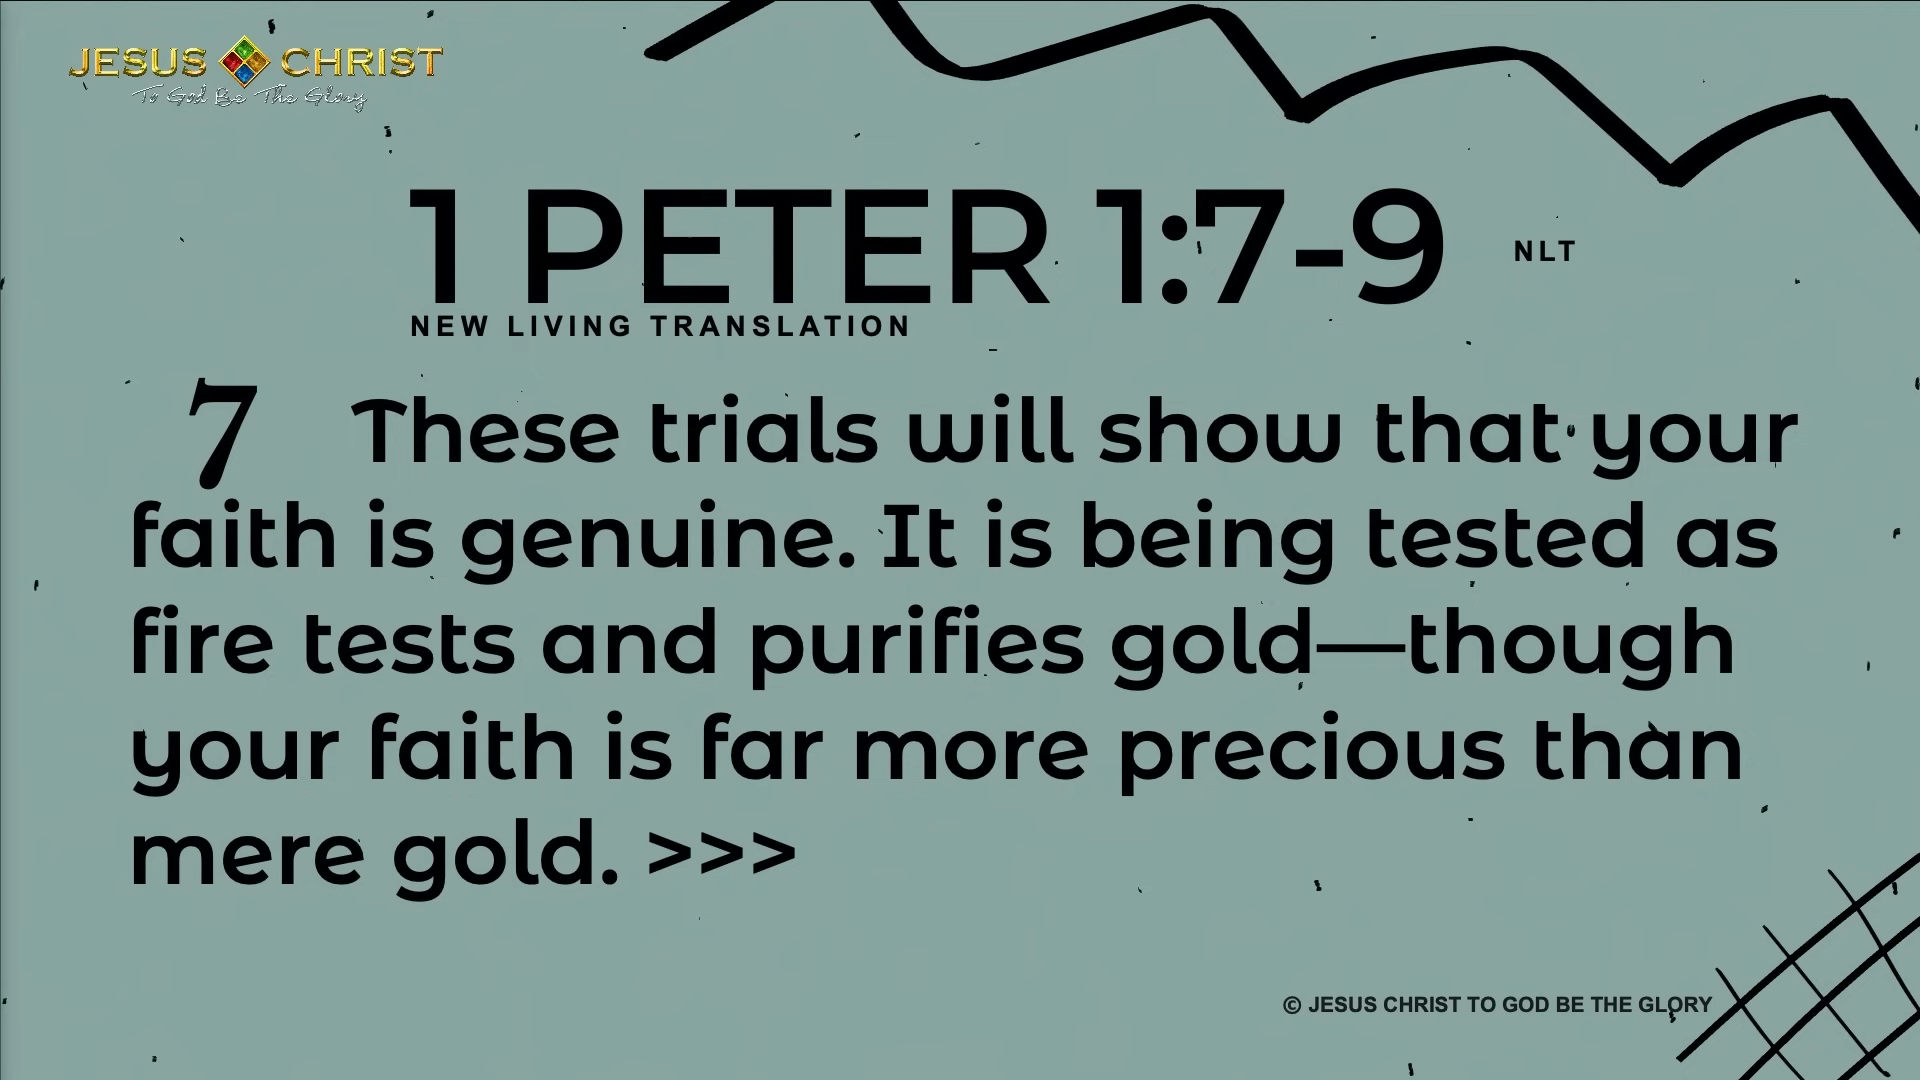 JESUS CHRIST
To God Be The Glory
1 PETER 1:7-9 NLT
NEW LIVING TRANSLATION
7 These trials will show that your
faith is genuine. It is being tested as
fire tests and purifies gold—though
your faith is far more precious than
mere gold. >>>
© JESUS CHRIST TO GOD BE THE GLORY